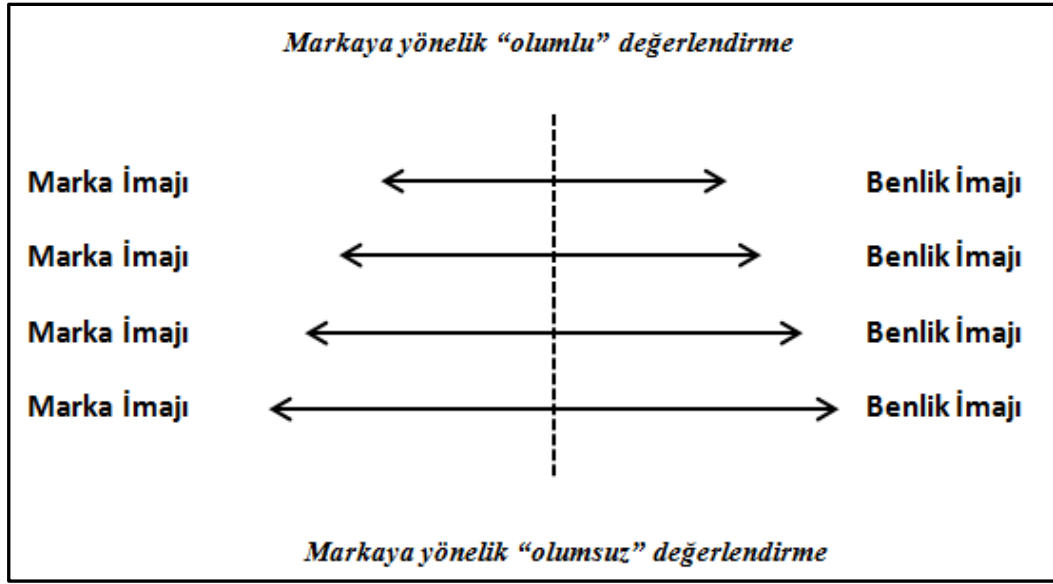 Markaya yönelik “olumlu” değerlendirme
Marka İmajı Benlik İmajı
Marka İmajı Benlik İmajı
Marka İmajı Benlik İmajı
Marka İmajı Benlik İmajı
Markaya yönelik “olumsuz” değerlendirme